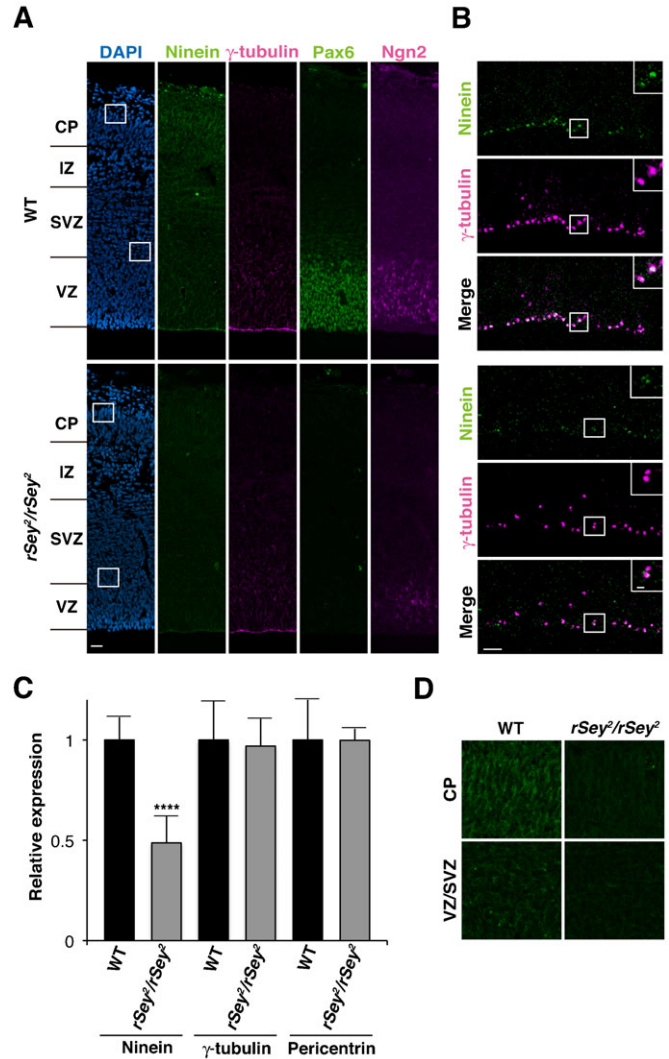 A
DAPI Ninein γ-tubulin Pax6 Ngn2
WT
CP
IZ
SVZ
VZ
rSey²/rSey²
CP
IZ
SVZ
VZ
B
Ninein
γ-tubulin
Merge
Ninein
γ-tubulin
Merge
C
Relative expression
1
0.5
0
****
WT rSey²/rSey² WT rSey²/rSey² WT rSey²/rSey²
Ninein γ-tubulin Pericentrin
D
WT rSey²/rSey²
CP
VZ/SVZ